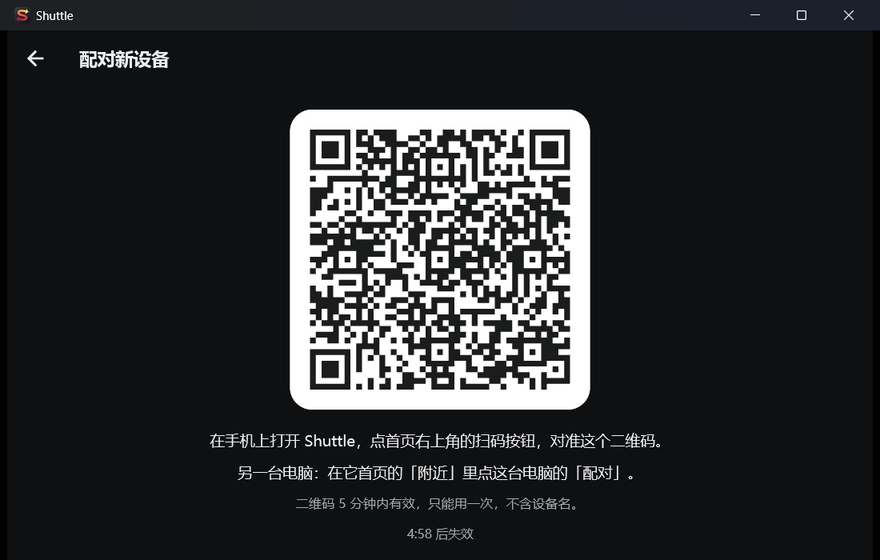 Shuttle
配对新设备
在手机上打开 Shuttle，点首页右上角的扫码按钮，对准这个二维码。
另一台电脑：在它首页的「附近」里点这台电脑的「配对」。
二维码 5 分钟内有效，只能用一次，不含设备名。
4:58 后失效